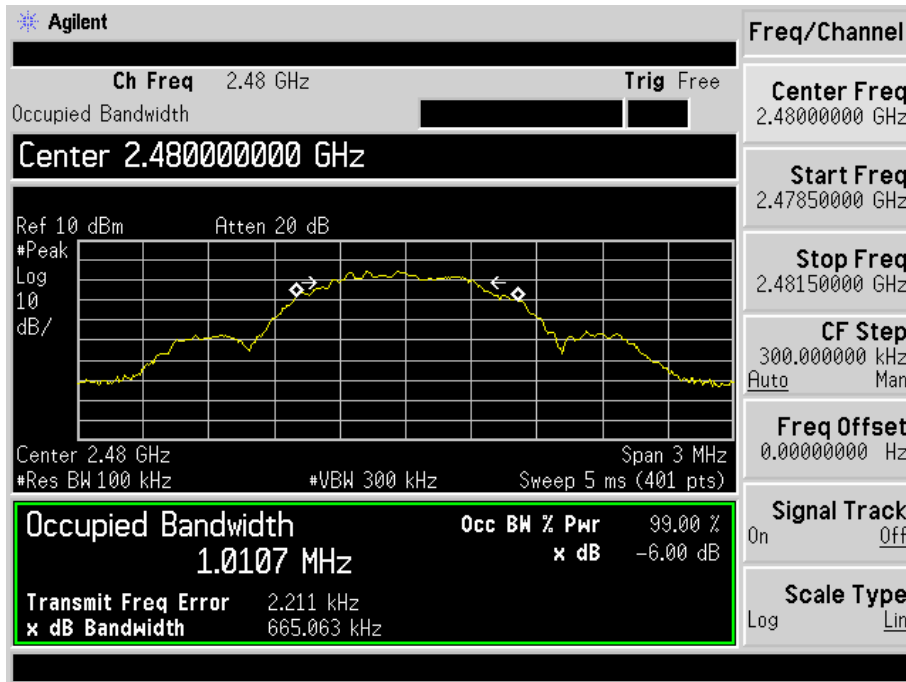 Agilent
Ch Freq 2.48 GHz Trig Free
Occupied Bandwidth
Center 2.480000000 GHz
Ref 10 dBm Atten 20 dB
#Peak
Log
10
dB/
Center 2.48 GHz Span 3 MHz
#Res BW 100 kHz #VBW 300 kHz Sweep 5 ms (401 pts)
Occupied Bandwidth Occ BW % Pwr 99.00 %
1.0107 MHz x dB -6.00 dB
Transmit Freq Error 2.211 kHz
x dB Bandwidth 665.063 kHz
Freq/Channel
Center Freq
2.48000000 GHz
Start Freq
2.47850000 GHz
Stop Freq
2.48150000 GHz
CF Step
300.000000 kHz
Auto Man
Freq Offset
0.00000000 Hz
Signal Track
On Off
Scale Type
Log Lin